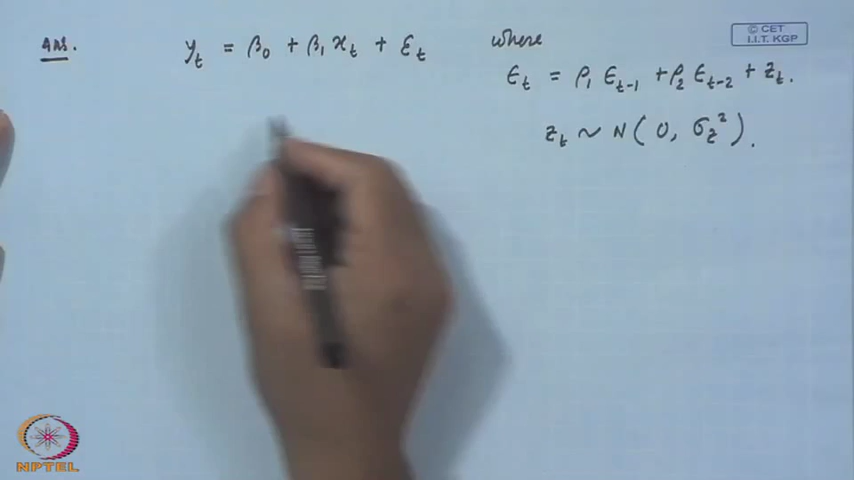 Ans. y_t = β_0 + β_1 x_t + ε_t where
© CET
I.I.T. KGP
ε_t = ρ_1 ε_{t-1} + ρ_2 ε_{t-2} + z_t.
z_t ~ N(0, σ_z^2).
NPTEL